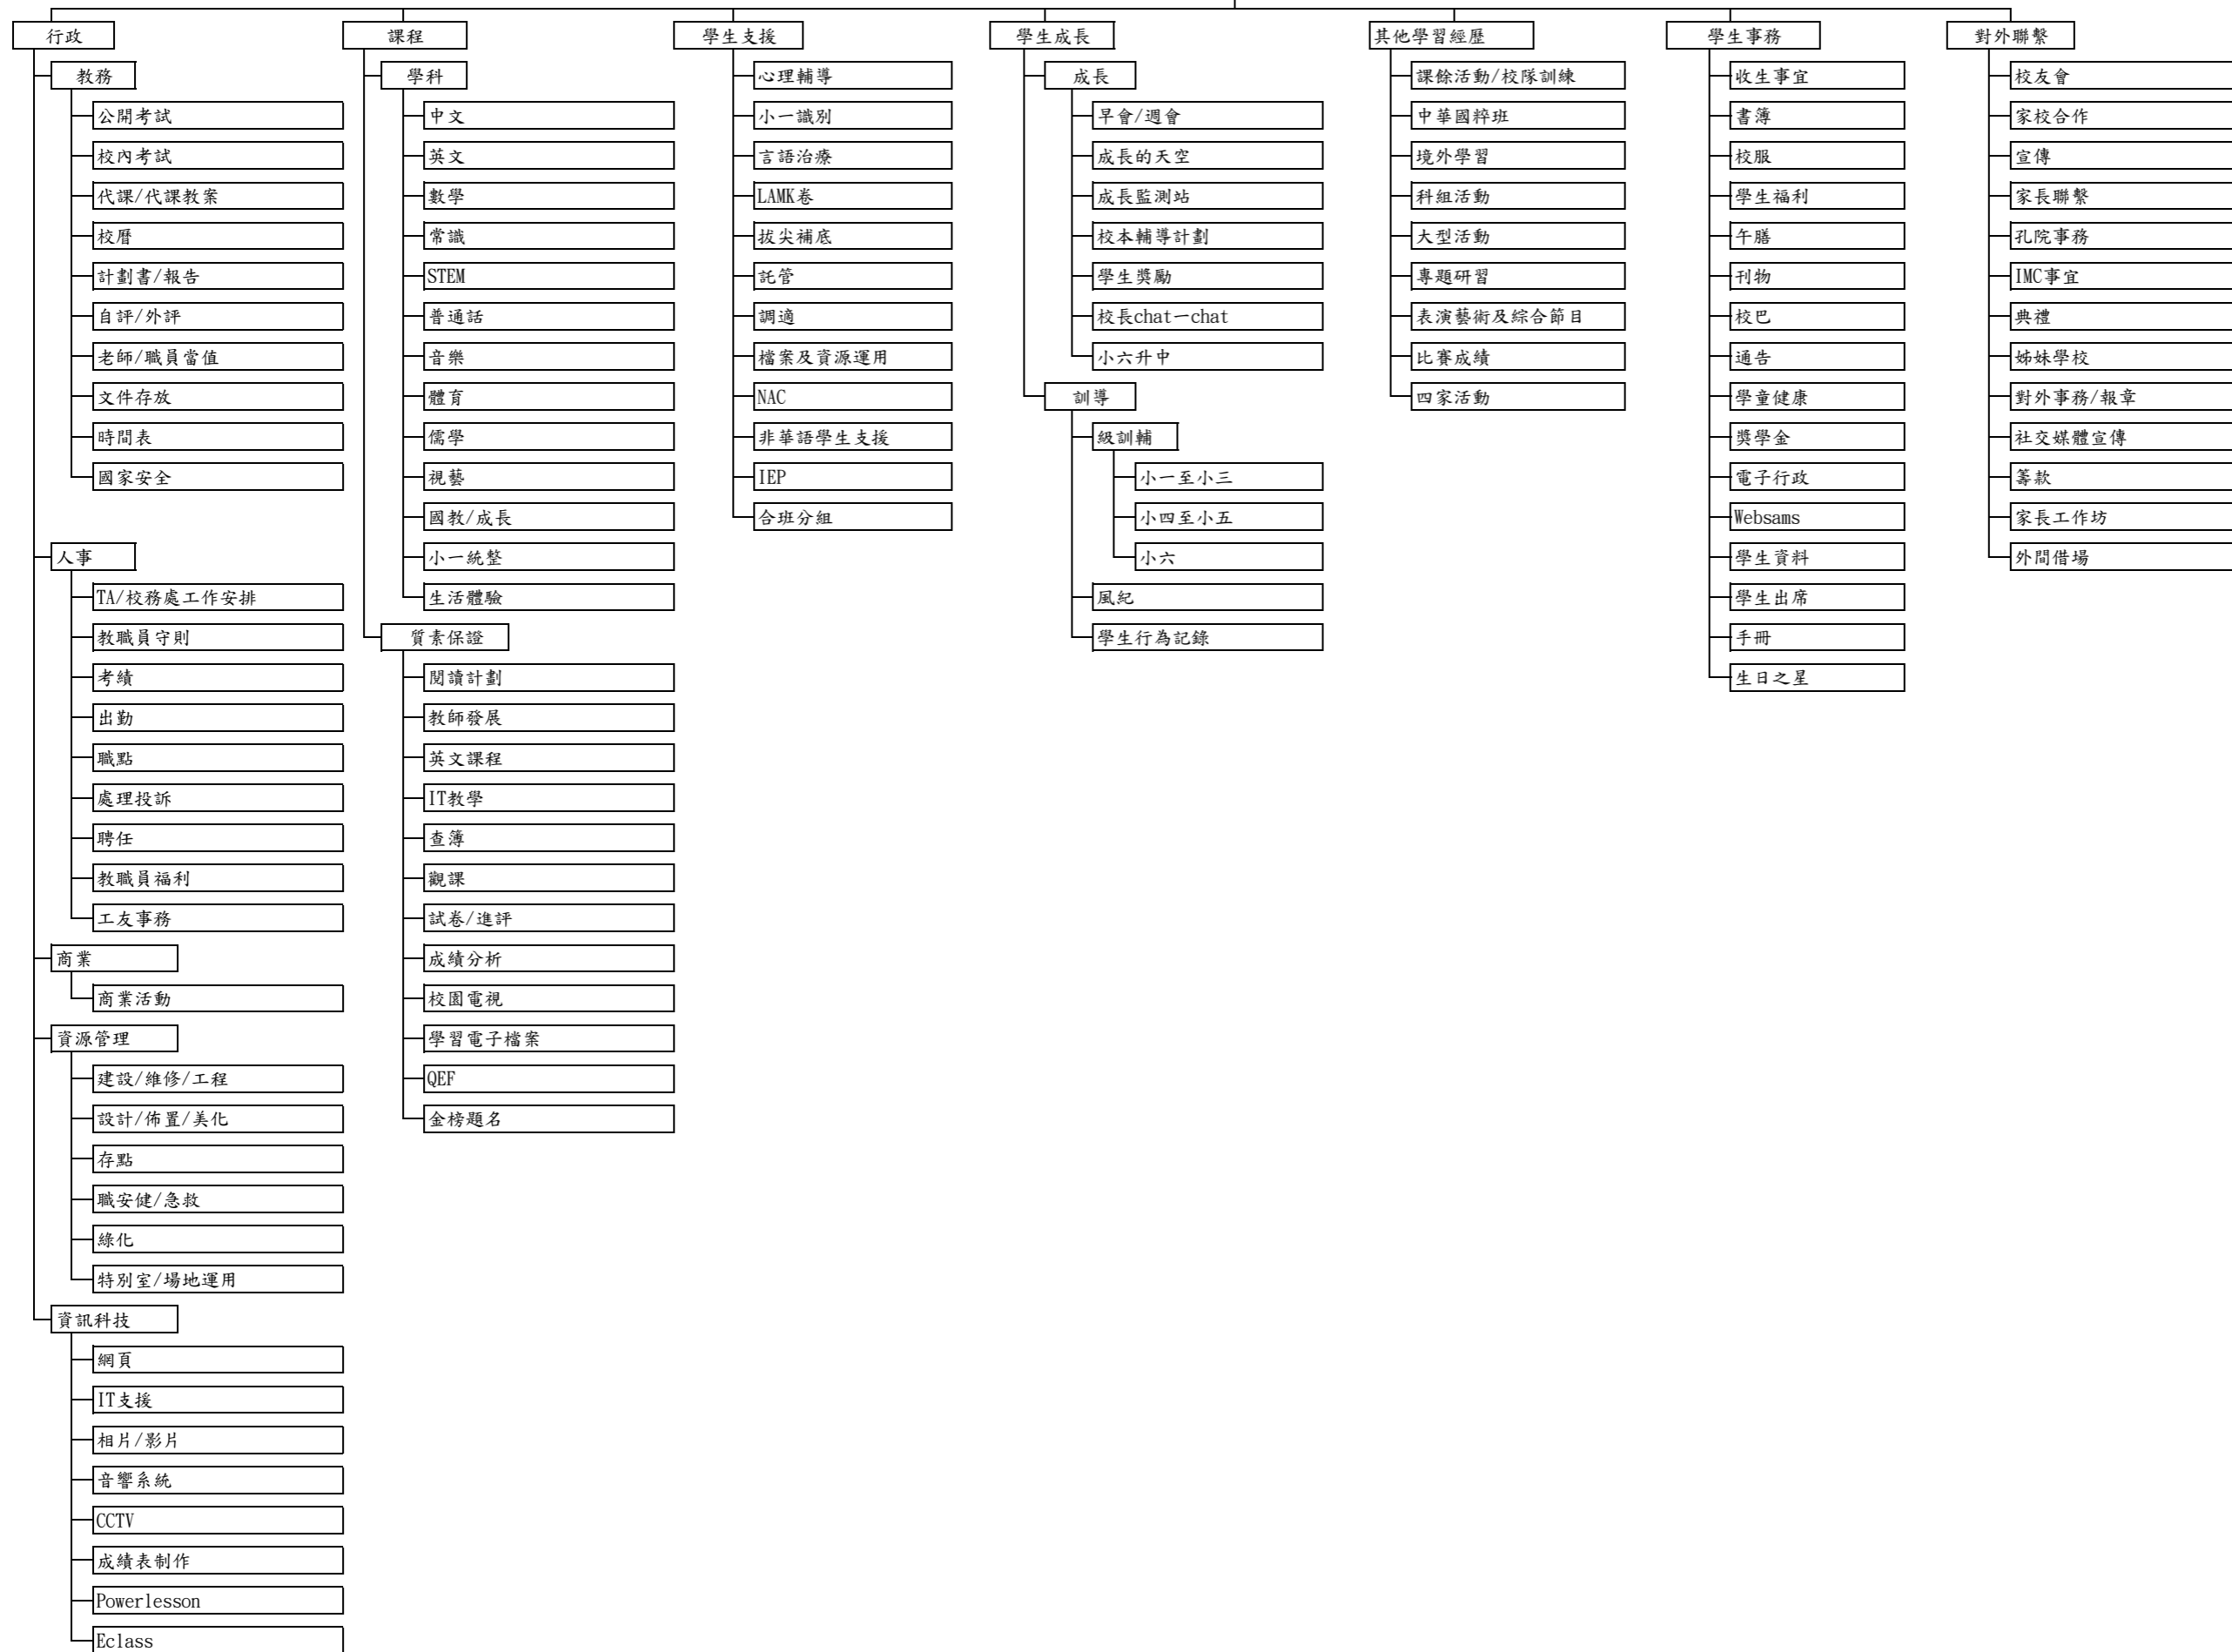 行政
教務
公開考試
校內考試
代課/代課教案
校曆
計劃書/報告
自評/外評
老師/職員當值
文件存放
時間表
國家安全
人事
TA/校務處工作安排
教職員守則
考績
出勤
職點
處理投訴
聘任
教職員福利
工友事務
商業
商業活動
資源管理
建設/維修/工程
設計/佈置/美化
存點
職安健/急救
綠化
特別室/場地運用
資訊科技
網頁
IT支援
相片/影片
音響系統
CCTV
成績表制作
Powerlesson
Eclass
課程
學科
中文
英文
數學
常識
STEM
普通話
音樂
體育
儒學
視藝
國教/成長
小一統整
生活體驗
質素保證
閱讀計劃
教師發展
英文課程
IT教學
查簿
觀課
試卷/進評
成績分析
校園電視
學習電子檔案
QEF
金榜題名
學生支援
心理輔導
小一識別
言語治療
LAMK卷
拔尖補底
託管
調適
檔案及資源運用
NAC
非華語學生支援
IEP
合班分組
學生成長
成長
早會/週會
成長的天空
成長監測站
校本輔導計劃
學生獎勵
校長chat一chat
小六升中
訓導
級訓輔
小一至小三
小四至小五
小六
風紀
學生行為記錄
其他學習經歷
課餘活動/校隊訓練
中華國粹班
境外學習
科組活動
大型活動
專題研習
表演藝術及綜合節目
比賽成績
四家活動
學生事務
收生事宜
書簿
校服
學生福利
午膳
刊物
校巴
通告
學童健康
獎學金
電子行政
Websams
學生資料
學生出席
手冊
生日之星
對外聯繫
校友會
家校合作
宣傳
家長聯繫
孔院事務
IMC事宜
典禮
姊妹學校
對外事務/報章
社交媒體宣傳
籌款
家長工作坊
外間借場